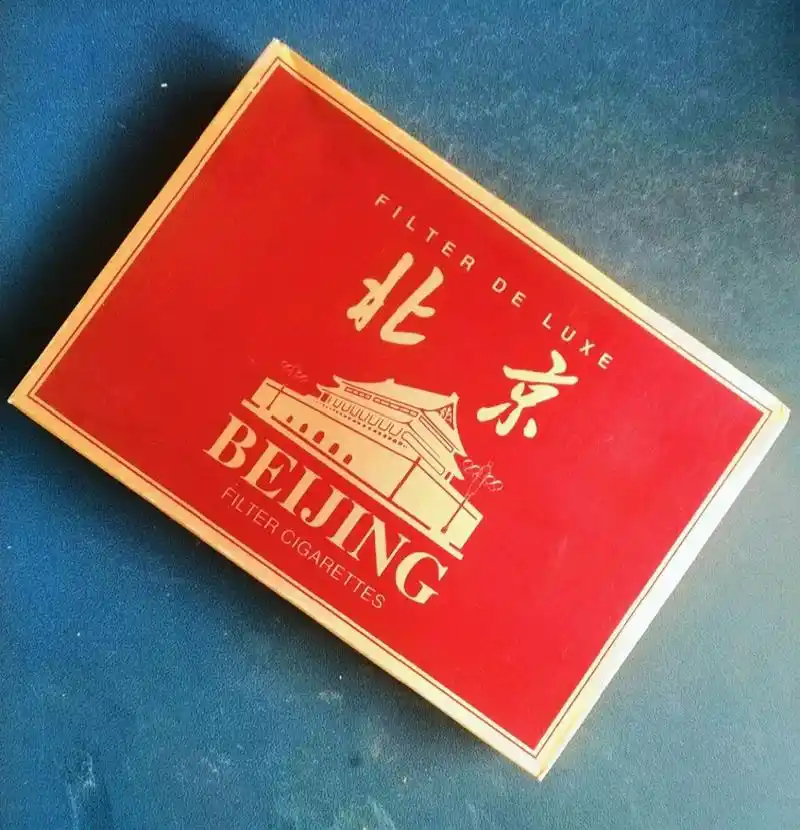 FILTER DE LUXE
北京
BEIJING
FILTER CIGARETTES